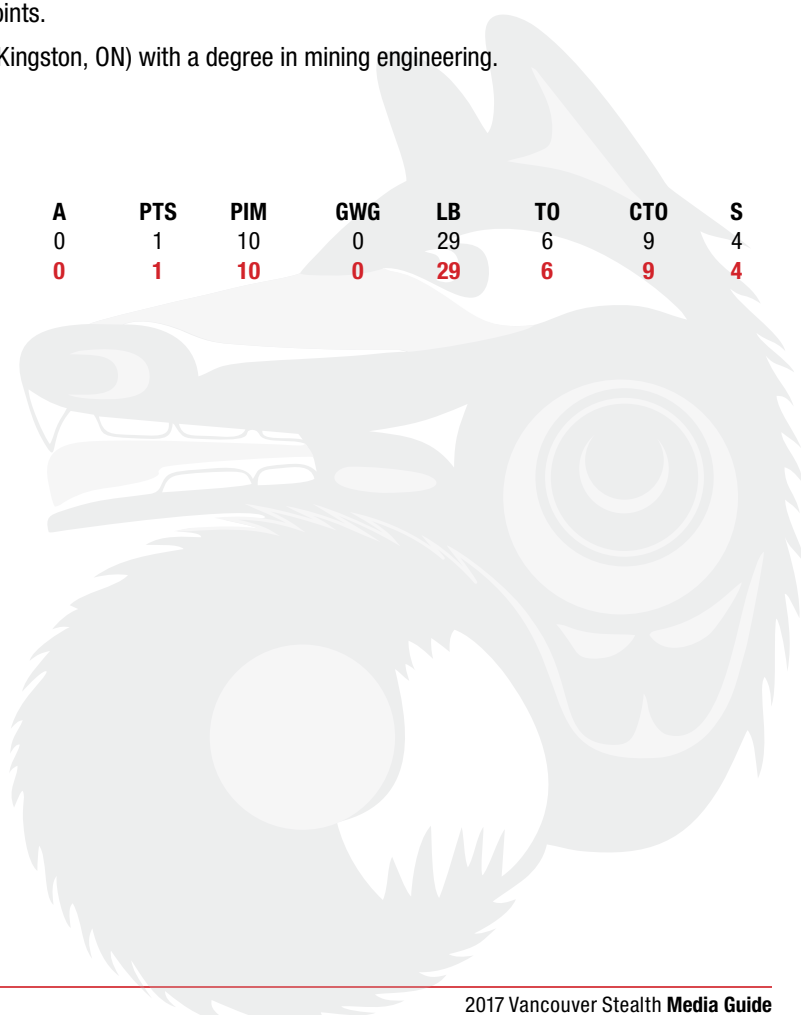 Kingston, ON) with a degree in mining engineering.
A PTS PIM GWG LB TO CTO S
0 1 10 0 29 6 9 4
0 1 10 0 29 6 9 4
2017 Vancouver Stealth Media Guide